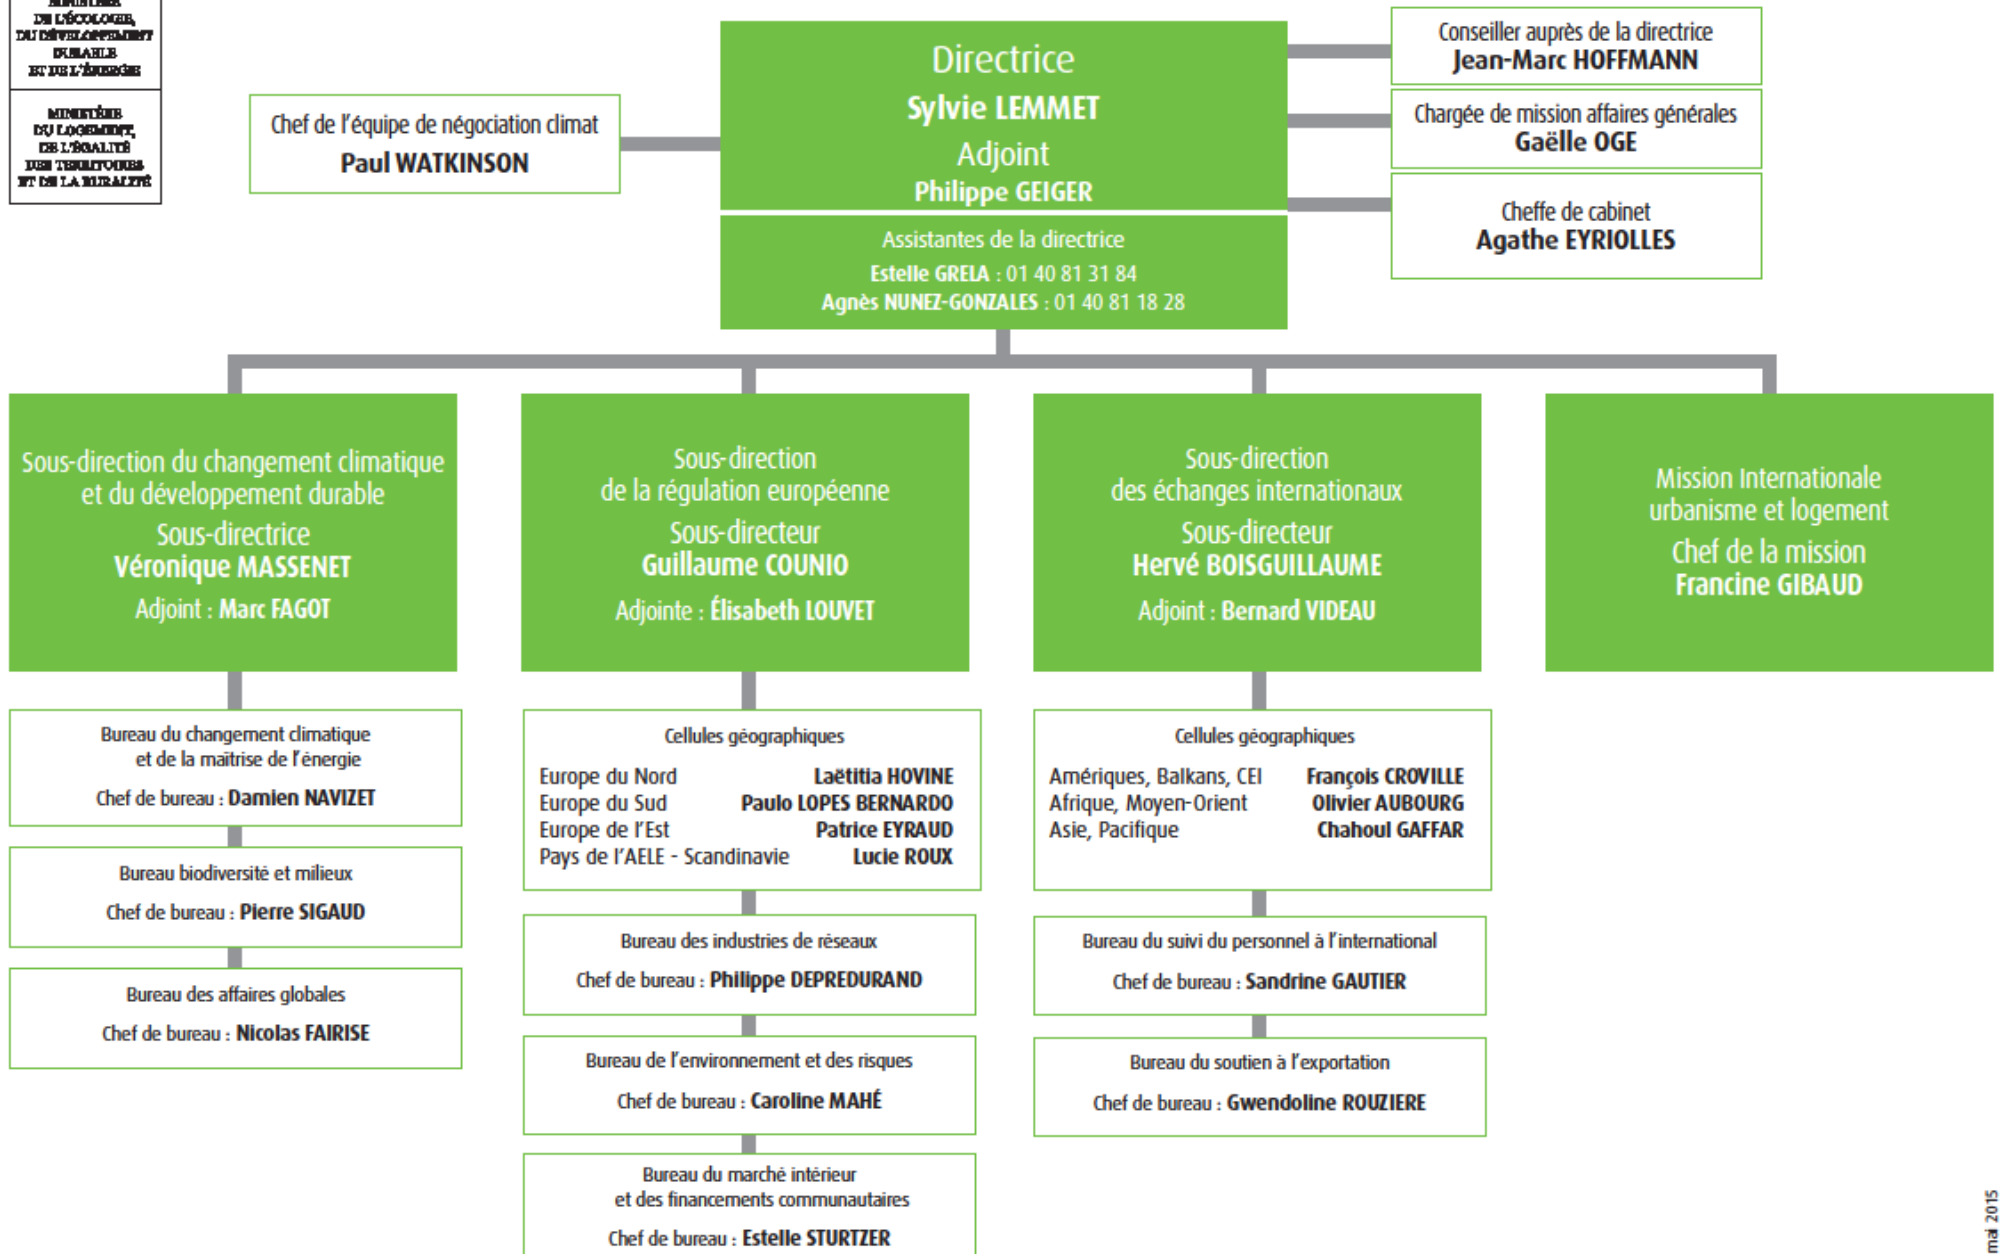 MINISTÈRE
DE L'ÉCOLOGIE,
DU DÉVELOPPEMENT
DURABLE
ET DE L'ÉNERGIE
MINISTÈRE
DU LOGEMENT,
DE L'ÉGALITÉ
DES TERRITOIRES
ET DE LA RURALITÉ
Chef de l'équipe de négociation climat
Paul WATKINSON
Directrice
Sylvie LEMMET
Adjoint
Philippe GEIGER
Assistantes de la directrice
Estelle GRELA : 01 40 81 31 84
Agnès NUNEZ-GONZALES : 01 40 81 18 28
Conseiller auprès de la directrice
Jean-Marc HOFFMANN
Chargée de mission affaires générales
Gaëlle OGE
Cheffe de cabinet
Agathe EYRIOLLES
Sous-direction du changement climatique
et du développement durable
Sous-directrice
Véronique MASSENET
Adjoint : Marc FAGOT
Bureau du changement climatique
et de la maîtrise de l'énergie
Chef de bureau : Damien NAVIZET
Bureau biodiversité et milieux
Chef de bureau : Pierre SIGAUD
Bureau des affaires globales
Chef de bureau : Nicolas FAIRISE
Sous-direction
de la régulation européenne
Sous-directeur
Guillaume COUNIO
Adjointe : Élisabeth LOUVET
Cellules géographiques
Europe du Nord Laëtitia HOVINE
Europe du Sud Paulo LOPES BERNARDO
Europe de l'Est Patrice EYRAUD
Pays de l'AELE - Scandinavie Lucie ROUX
Bureau des industries de réseaux
Chef de bureau : Philippe DEPREDURAND
Bureau de l'environnement et des risques
Chef de bureau : Caroline MAHÉ
Bureau du marché intérieur
et des financements communautaires
Chef de bureau : Estelle STURTZER
Sous-direction
des échanges internationaux
Sous-directeur
Hervé BOISGUILLAUME
Adjoint : Bernard VIDEAU
Cellules géographiques
Amériques, Balkans, CEI François CROVILLE
Afrique, Moyen-Orient Olivier AUBOURG
Asie, Pacifique Chahoul GAFFAR
Bureau du suivi du personnel à l'international
Chef de bureau : Sandrine GAUTIER
Bureau du soutien à l'exportation
Chef de bureau : Gwendoline ROUZIERE
Mission Internationale
urbanisme et logement
Chef de la mission
Francine GIBAUD
mai 2015